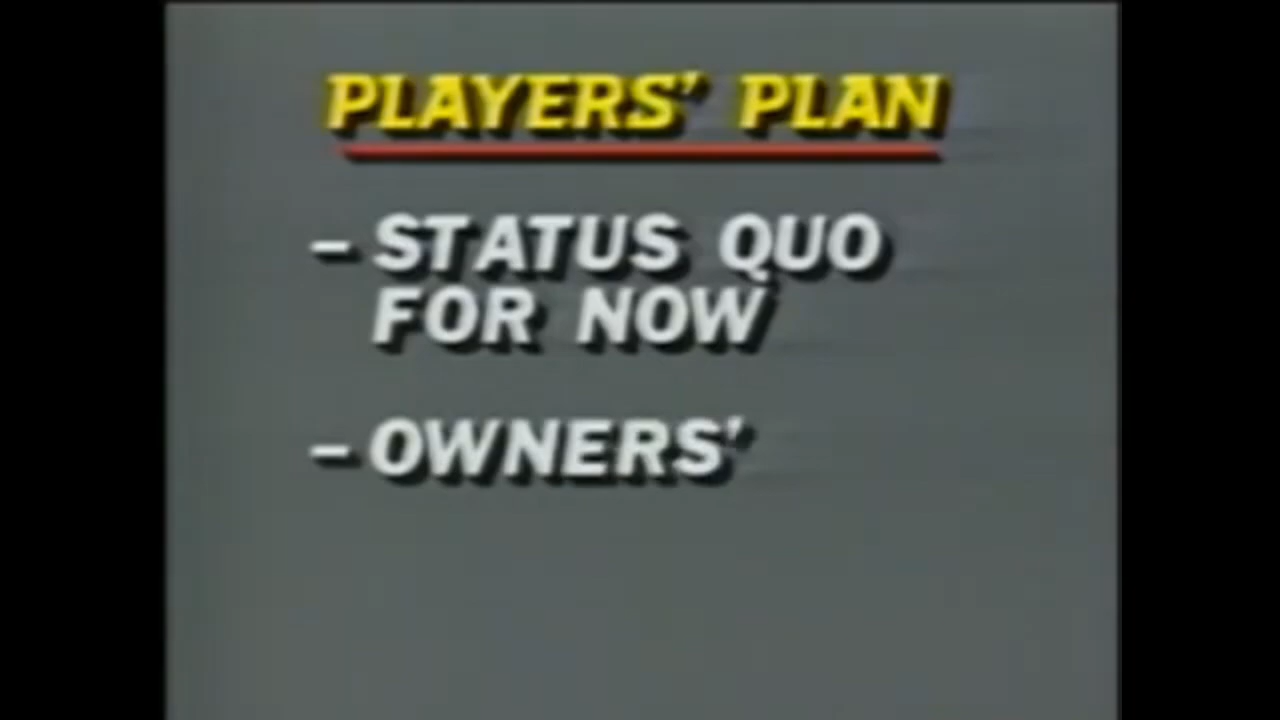 PLAYERS' PLAN
– STATUS QUO
FOR NOW
– OWNERS'